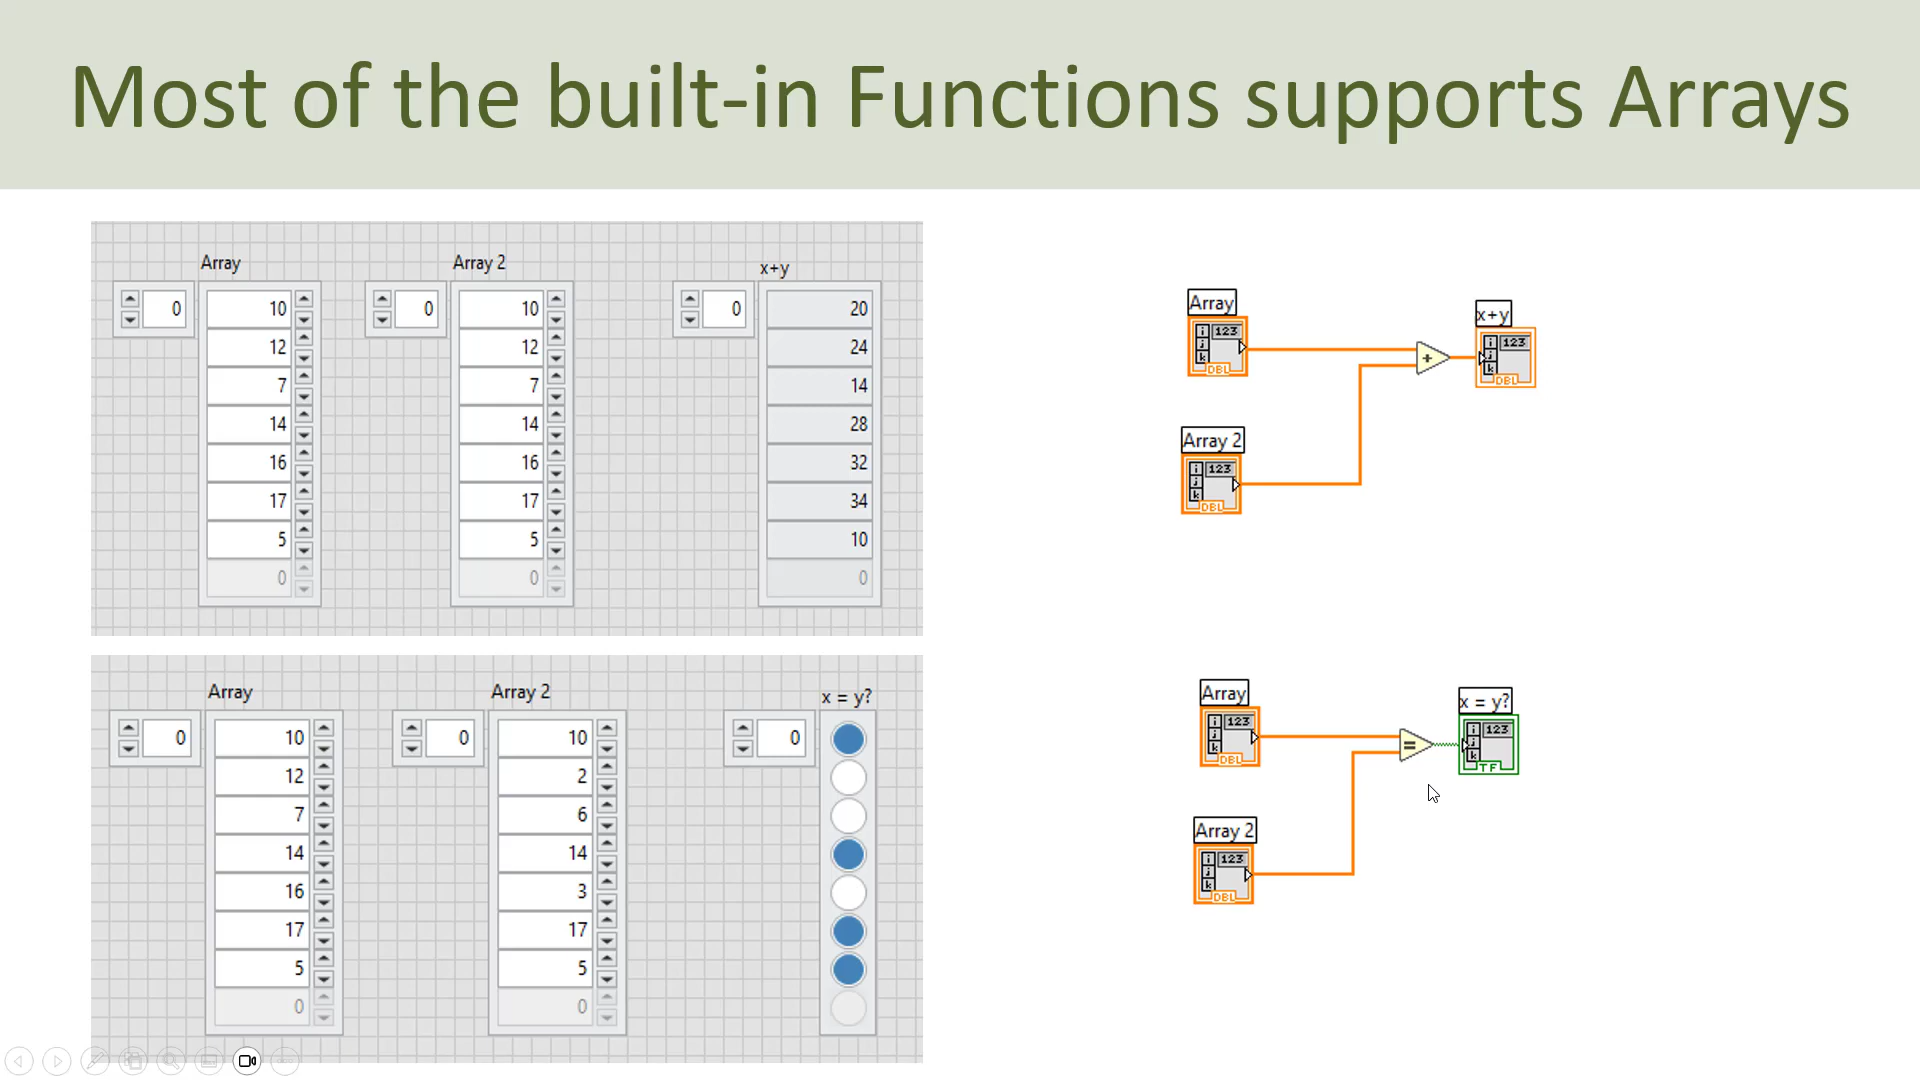 Most of the built-in Functions supports Arrays
Array
Array 2
x+y
0
10
12
7
14
16
17
5
0
0
10
12
7
14
16
17
5
0
0
20
24
14
28
32
34
10
0
Array
i
j
k
123
DBL
Array 2
i
j
k
123
DBL
+
x+y
i
j
k
123
DBL
Array
Array 2
x = y?
0
10
12
7
14
16
17
5
0
0
10
2
6
14
3
17
5
0
0
Array
i
j
k
123
DBL
Array 2
i
j
k
123
DBL
=
x = y?
i
j
k
123
TF